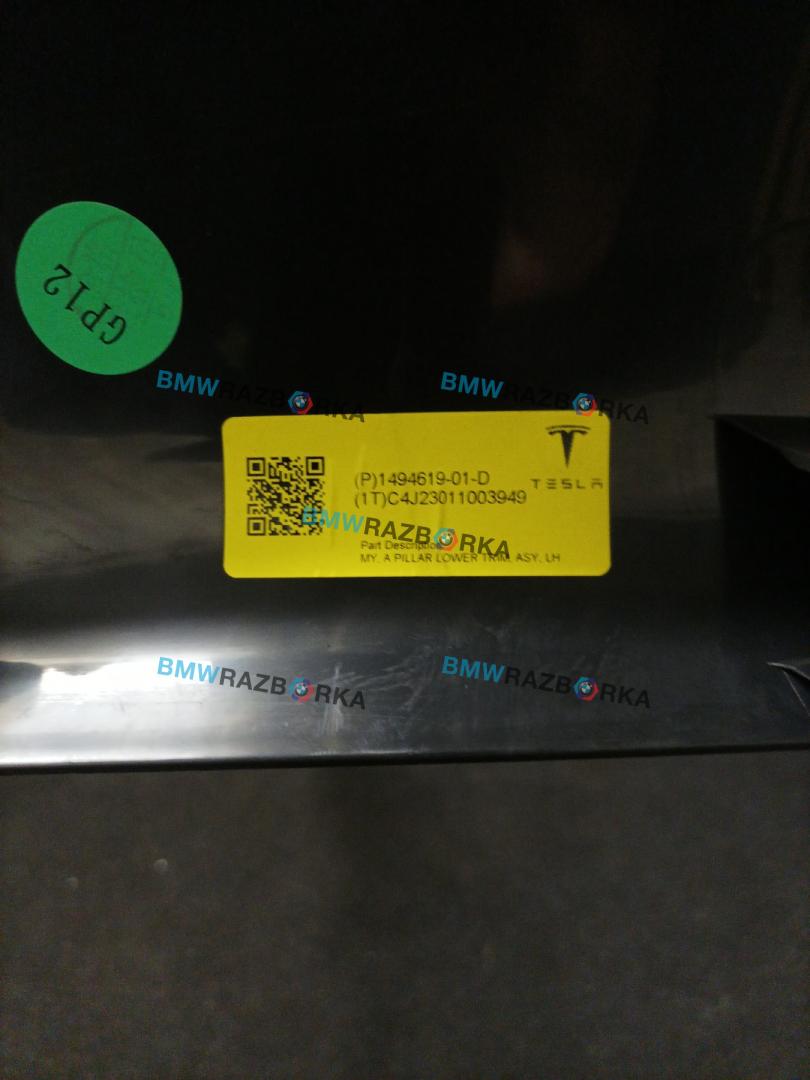 GP12
BMWRAZBORKA
BMWRAZBORKA
TESLA
(P)1494619-01-D
(1T)C4J23011003949
BMWRAZBORKA
Part Description
MY, A PILLAR LOWER TRIM, ASY, LH
BMWRAZBORKA
BMWRAZBORKA